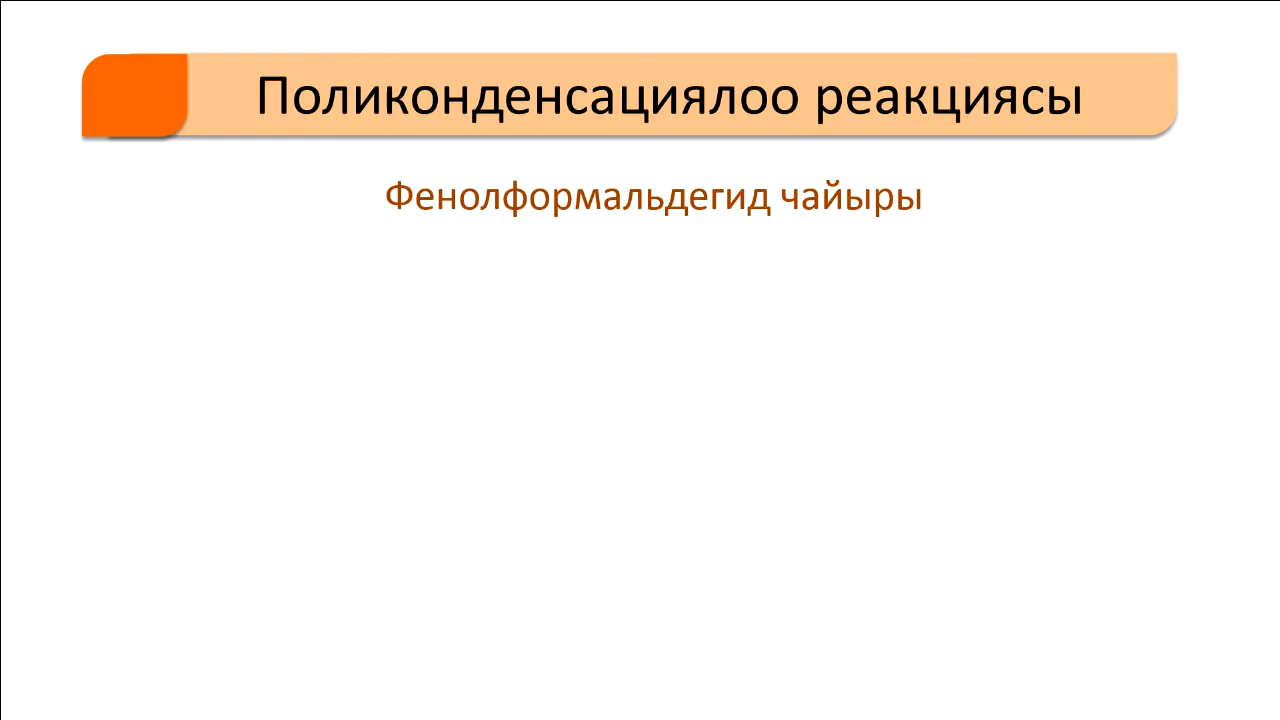 Поликонденсациялоо реакциясы
Фенолформальдегид чайыры